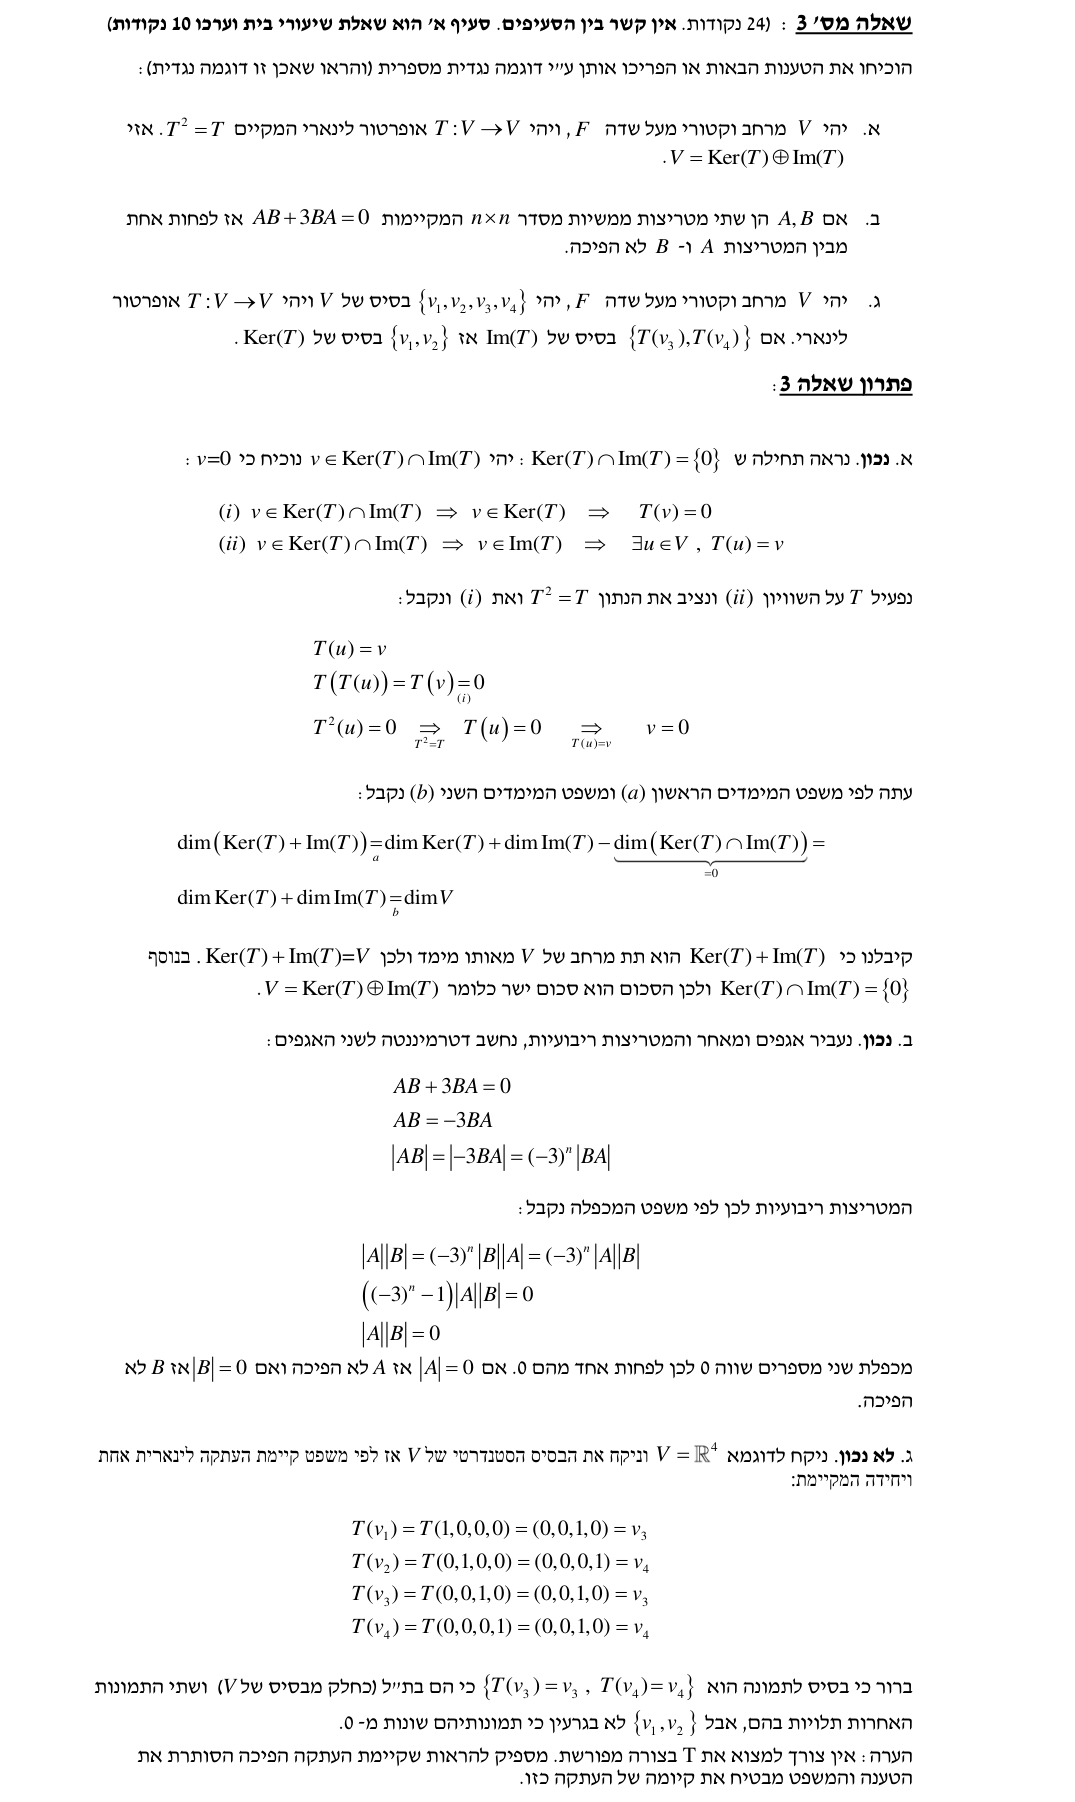 שאלה מס' 3 : (24 נקודות. אין קשר בין הסעיפים. סעיף א' הוא שאלת שיעורי בית וערכו 10 נקודות)
הוכיחו את הטענות הבאות או הפריכו אותן ע"י דוגמה נגדית מספרית (והראו שאכן זו דוגמה נגדית):
א. יהי V מרחב וקטורי מעל שדה F, ויהי T:V→V אופרטור לינארי המקיים T²=T. אזי
V = Ker(T)⊕Im(T).
ב. אם A,B הן שתי מטריצות ממשיות מסדר n×n המקיימות AB+3BA=0 אז לפחות אחת
מבין המטריצות A ו- B לא הפיכה.
ג. יהי V מרחב וקטורי מעל שדה F, יהי {v₁,v₂,v₃,v₄} בסיס של V ויהי T:V→V אופרטור
לינארי. אם {T(v₃),T(v₄)} בסיס של Im(T) אז {v₁,v₂} בסיס של Ker(T).
פתרון שאלה 3:
א. נכון. נראה תחילה ש Ker(T)∩Im(T)={0} : יהי v∈Ker(T)∩Im(T) נוכיח כי v=0 :
(i) v∈Ker(T)∩Im(T) ⇒ v∈Ker(T) ⇒ T(v)=0
(ii) v∈Ker(T)∩Im(T) ⇒ v∈Im(T) ⇒ ∃u∈V , T(u)=v
נפעיל T על השוויון (ii) ונציב את הנתון T²=T ואת (i) ונקבל:
T(u)=v
T(T(u))=T(v)=0 (i)
T²(u)=0 ⇒ T(u)=0 ⇒ v=0
T²=T T(u)=v
עתה לפי משפט המימדים הראשון (a) ומשפט המימדים השני (b) נקבל:
dim(Ker(T)+Im(T)) =ₐ dim Ker(T)+dim Im(T)−dim(Ker(T)∩Im(T)) =
=0
dim Ker(T)+dim Im(T) = dimV
b
קיבלנו כי Ker(T)+Im(T) הוא תת מרחב של V מאותו מימד ולכן Ker(T)+Im(T)=V. בנוסף
Ker(T)∩Im(T)={0} ולכן הסכום הוא סכום ישר כלומר V=Ker(T)⊕Im(T).
ב. נכון. נעביר אגפים ומאחר והמטריצות ריבועיות, נחשב דטרמיננטה לשני האגפים:
AB+3BA=0
AB=−3BA
|AB|=|−3BA|=(−3)ⁿ|BA|
המטריצות ריבועיות לכן לפי משפט המכפלה נקבל:
|A||B|=(−3)ⁿ|B||A|=(−3)ⁿ|A||B|
((−3)ⁿ−1)|A||B|=0
|A||B|=0
מכפלת שני מספרים שווה 0 לכן לפחות אחד מהם 0. אם |A|=0 אז A לא הפיכה ואם |B|=0 אז B לא
הפיכה.
ג. לא נכון. ניקח לדוגמא V=ℝ⁴ וניקח את הבסיס הסטנדרטי של V אז לפי משפט קיימת העתקה לינארית אחת
ויחידה המקיימת:
T(v₁)=T(1,0,0,0)=(0,0,1,0)=v₃
T(v₂)=T(0,1,0,0)=(0,0,0,1)=v₄
T(v₃)=T(0,0,1,0)=(0,0,1,0)=v₃
T(v₄)=T(0,0,0,1)=(0,0,1,0)=v₄
ברור כי בסיס לתמונה הוא {T(v₃)=v₃ , T(v₄)=v₄} כי הם בת"ל (כחלק מבסיס של V) ושתי התמונות
האחרות תלויות בהם, אבל {v₁,v₂} לא בגרעין כי תמונותיהם שונות מ- 0.
הערה: אין צורך למצוא את T בצורה מפורשת. מספיק להראות שקיימת העתקה הפיכה הסותרת את
הטענה והמשפט מבטיח את קיומה של העתקה כזו.